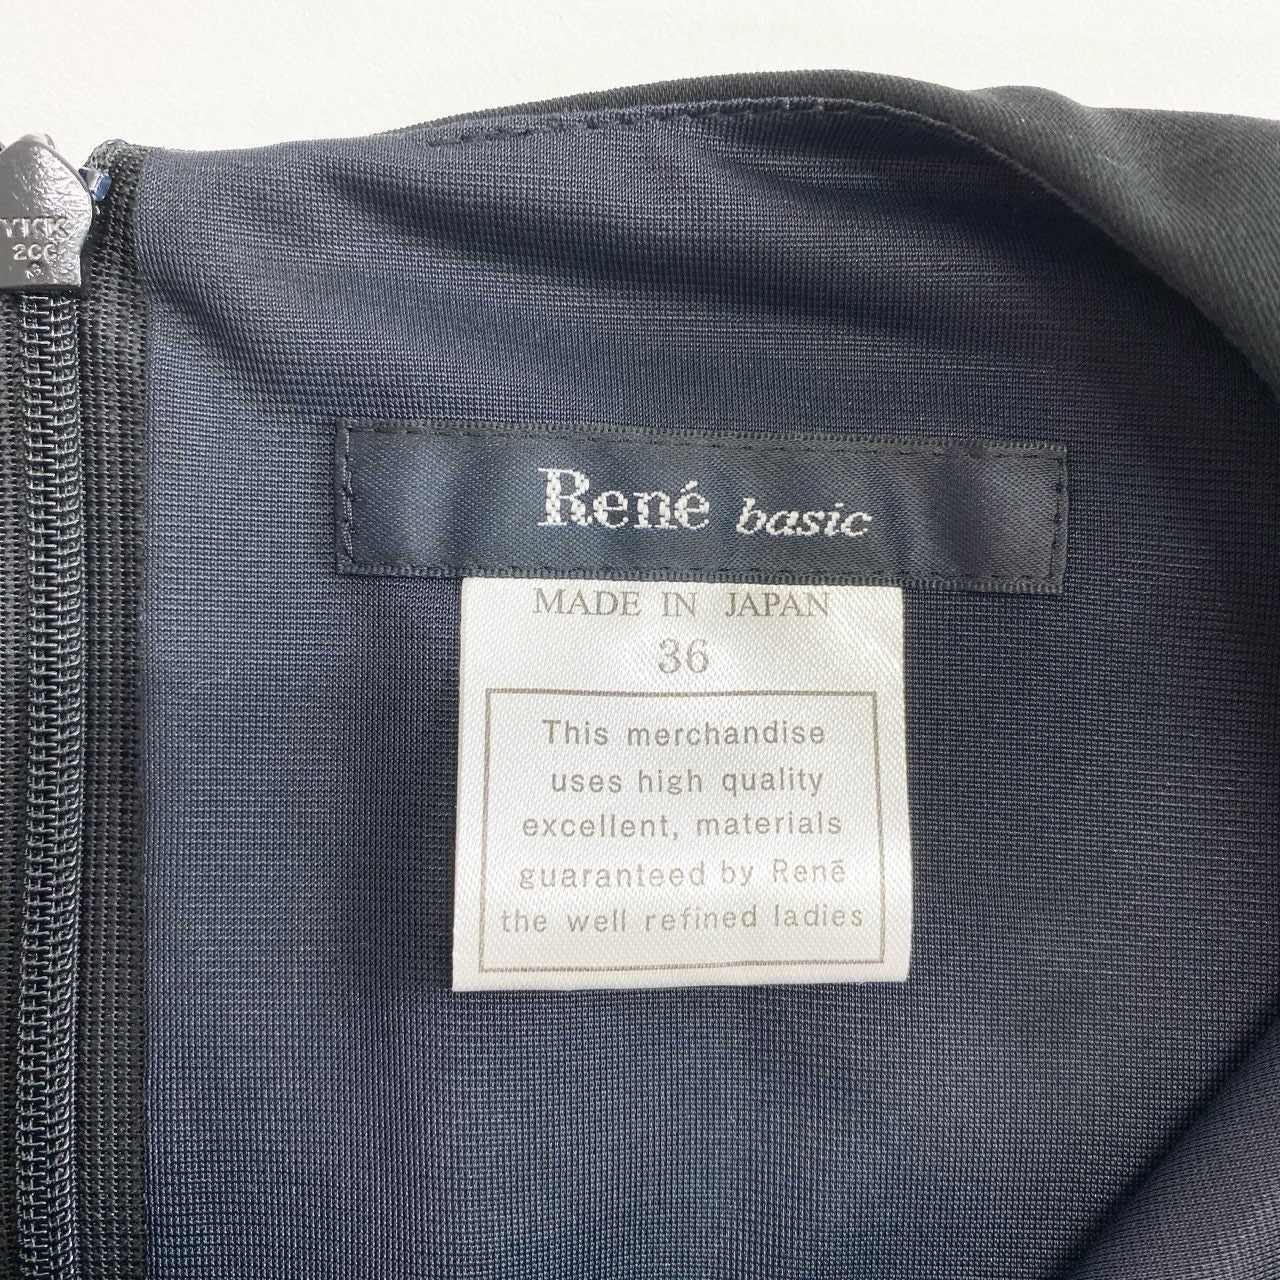 YKK
2CC
René basic
MADE IN JAPAN
36
This merchandise
uses high quality
excellent, materials
guaranteed by René
the well refined ladies